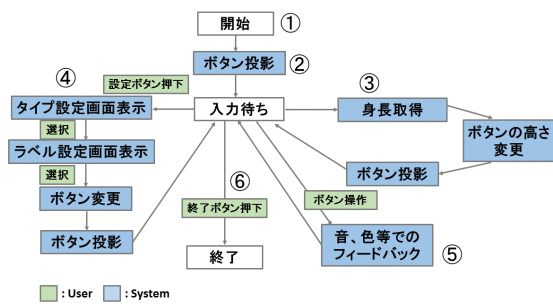 開始
①
ボタン投影
②
④
設定ボタン押下
③
タイプ設定画面表示
入力待ち
身長取得
選択
ボタンの高さ
変更
ラベル設定画面表示
選択
ボタン投影
⑥
ボタン変更
終了ボタン押下
ボタン操作
ボタン投影
音、色等での
フィードバック
⑤
終了
: User
: System